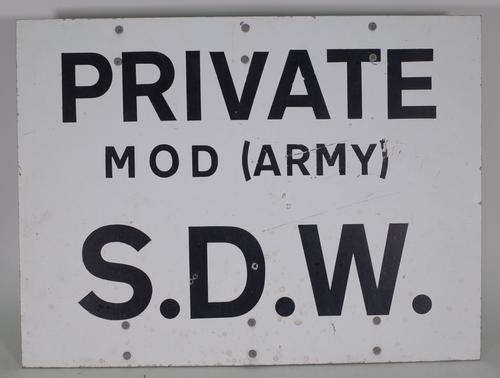 PRIVATE
MOD (ARMY)
S.D.W.